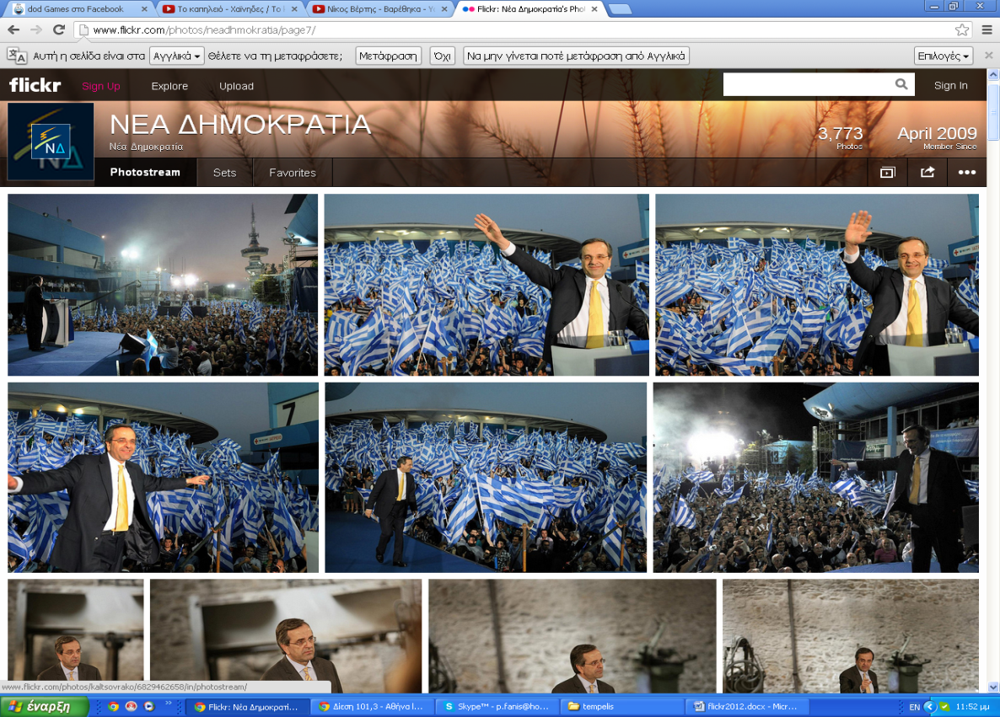 dod Games στο Facebook
Το καπηλειό - Χαϊνηδες / To l
Νίκος Βέρτης - Βαρέθηκα - Yo
Flickr: Νέα Δημοκρατία's Phot
www.flickr.com/photos/neadhmokratia/page7/
Αυτή η σελίδα είναι στα Αγγλικά Θέλετε να τη μεταφράσετε; Μετάφραση Όχι Να μην γίνεται ποτέ μετάφραση από Αγγλικά Επιλογές
flickr Sign Up Explore Upload Sign In
ΝΕΑ ΔΗΜΟΚΡΑΤΙΑ
Νέα Δημοκρατία
ΝΔ
3,773
Photos
April 2009
Member Since
Photostream Sets Favorites
7
www.flickr.com/photos/kaltsovrako/6829462658/in/photostream/
έναρξη
Flickr: Νέα Δημοκρατί...
Δίεση 101,3 - Αθήνα l...
Skype™ - p.fanis@ho...
tempelis
flickr2012.docx - Micr...
EN
11:52 μμ